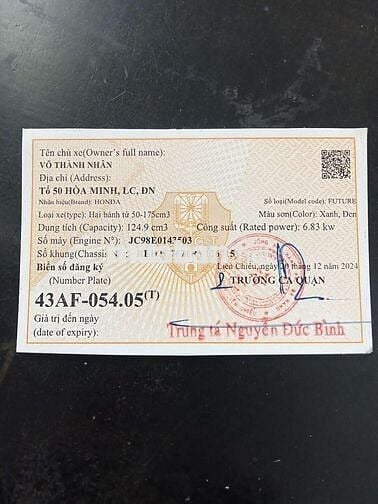 Tên chủ xe(Owner's full name):
VÕ THÀNH NHÂN
Địa chỉ (Address):
Tổ 50 HÒA MINH, LC, ĐN
Nhãn hiệu(Brand): HONDA Số loại(Model code): FUTURE
Loại xe(type): Hai bánh từ 50-175cm3 Màu sơn(Color): Xanh, Đen
Dung tích (Capacity): 124.9 cm3 Công suất (Rated power): 6.83 kw
Số máy (Engine Nº): JC98E0143503
Số khung(Chassis
Biển số đăng ký Liên Chiểu, ngày 20 tháng 12 năm 2024
(Number Plate) TRƯỞNG CA QUẬN
43AF-054.05(T)
Giá trị đến ngày
(date of expiry): Trung tá Nguyễn Đức Bình